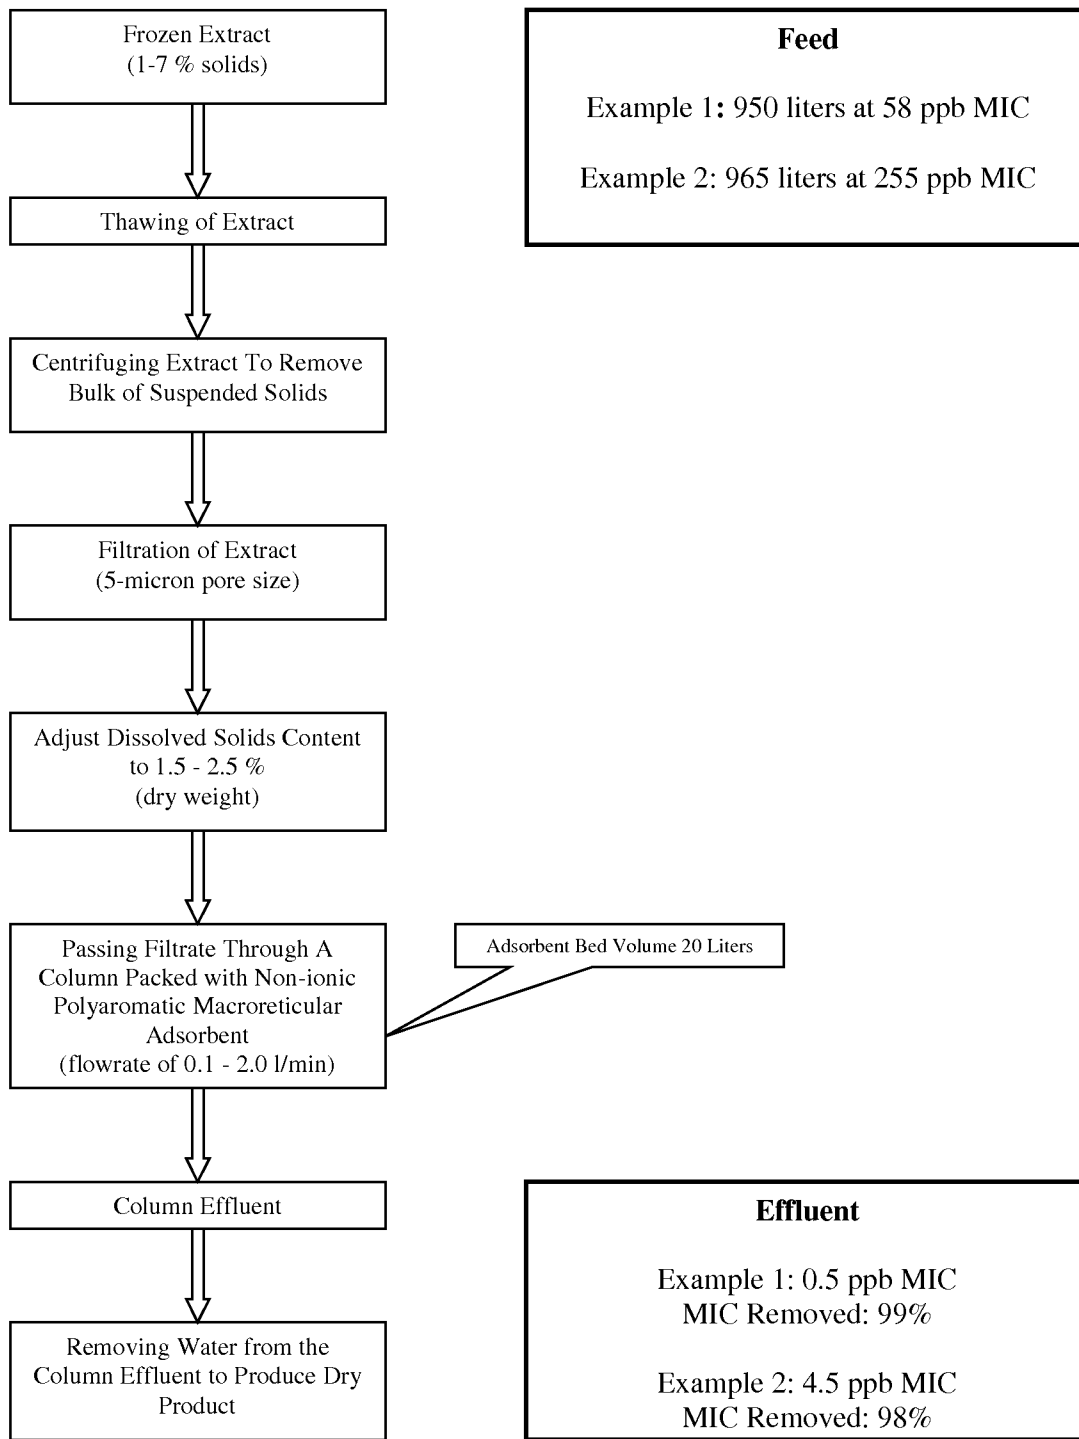 Frozen Extract
(1-7 % solids)
Feed
Example 1: 950 liters at 58 ppb MIC
Example 2: 965 liters at 255 ppb MIC
Thawing of Extract
Centrifuging Extract To Remove
Bulk of Suspended Solids
Filtration of Extract
(5-micron pore size)
Adjust Dissolved Solids Content
to 1.5 - 2.5 %
(dry weight)
Passing Filtrate Through A
Column Packed with Non-ionic
Polyaromatic Macroreticular
Adsorbent
(flowrate of 0.1 - 2.0 l/min)
Adsorbent Bed Volume 20 Liters
Column Effluent
Removing Water from the
Column Effluent to Produce Dry
Product
Effluent
Example 1: 0.5 ppb MIC
MIC Removed: 99%
Example 2: 4.5 ppb MIC
MIC Removed: 98%